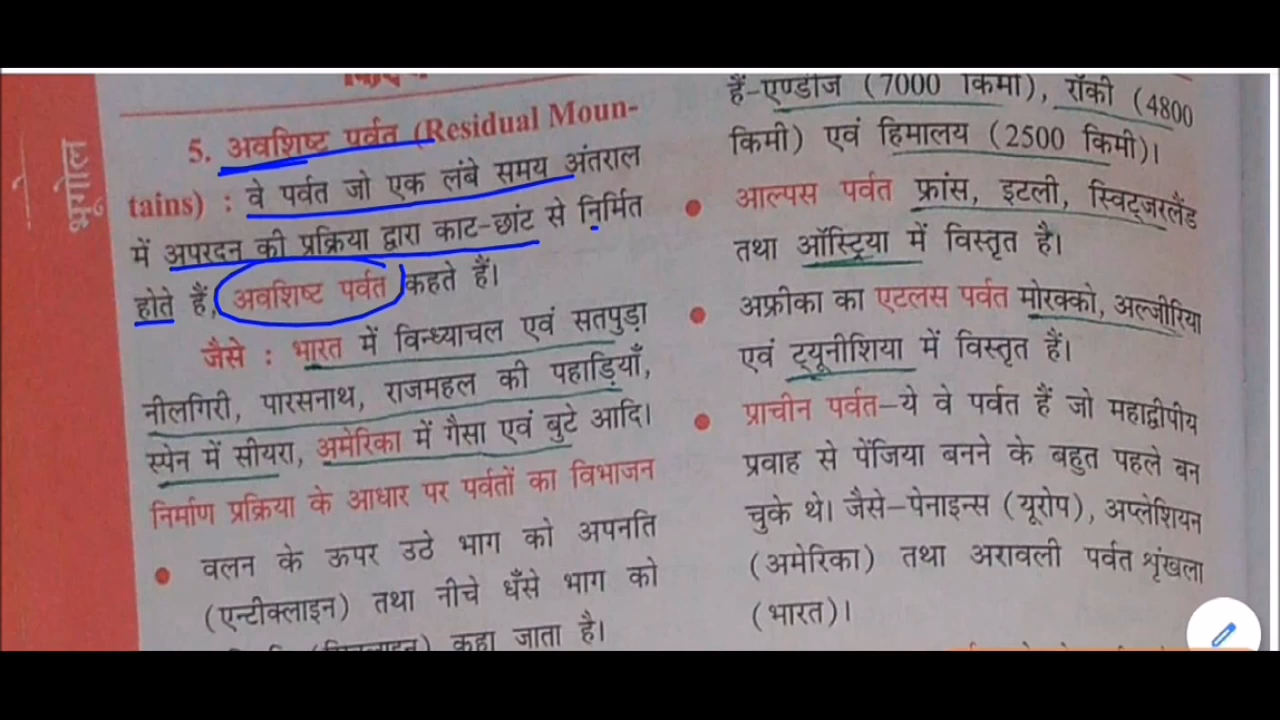 भूगोल
5. अवशिष्ट पर्वत (Residual Moun-
tains) : वे पर्वत जो एक लंबे समय अंतराल
में अपरदन की प्रक्रिया द्वारा काट-छांट से निर्मित
होते हैं, अवशिष्ट पर्वत कहते हैं।
जैसे : भारत में विन्ध्याचल एवं सतपुड़ा
नीलगिरी, पारसनाथ, राजमहल की पहाड़ियाँ,
स्पेन में सीयरा, अमेरिका में गैसा एवं बुटे आदि।
निर्माण प्रक्रिया के आधार पर पर्वतों का विभाजन
• वलन के ऊपर उठे भाग को अपनति
(एन्टीक्लाइन) तथा नीचे धँसे भाग को
कहा जाता है।
हैं-एण्डीज (7000 किमी), रॉकी (4800
किमी) एवं हिमालय (2500 किमी)।
• आल्पस पर्वत फ्रांस, इटली, स्विट्जरलैंड
तथा ऑस्ट्रिया में विस्तृत है।
• अफ्रीका का एटलस पर्वत मोरक्को, अल्जीरिया
एवं ट्यूनीशिया में विस्तृत हैं।
• प्राचीन पर्वत–ये वे पर्वत हैं जो महाद्वीपीय
प्रवाह से पेंजिया बनने के बहुत पहले बन
चुके थे। जैसे–पेनाइन्स (यूरोप), अप्लेशियन
(अमेरिका) तथा अरावली पर्वत श्रृंखला
(भारत)।